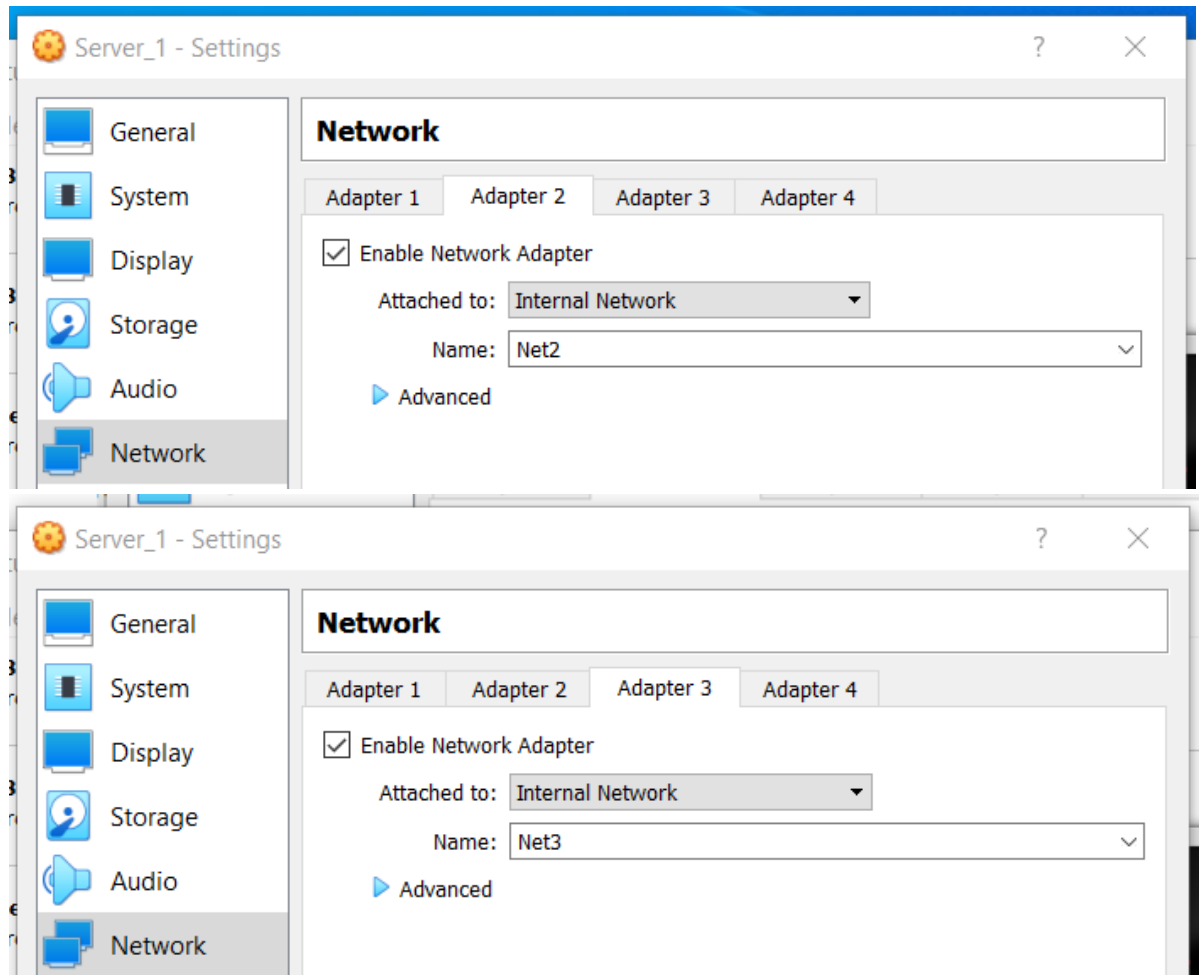 Server_1 - Settings ? ×
General
System
Display
Storage
Audio
Network
Network
Adapter 1 Adapter 2 Adapter 3 Adapter 4
Enable Network Adapter
Attached to: Internal Network
Name: Net2
Advanced
Server_1 - Settings ? ×
General
System
Display
Storage
Audio
Network
Network
Adapter 1 Adapter 2 Adapter 3 Adapter 4
Enable Network Adapter
Attached to: Internal Network
Name: Net3
Advanced